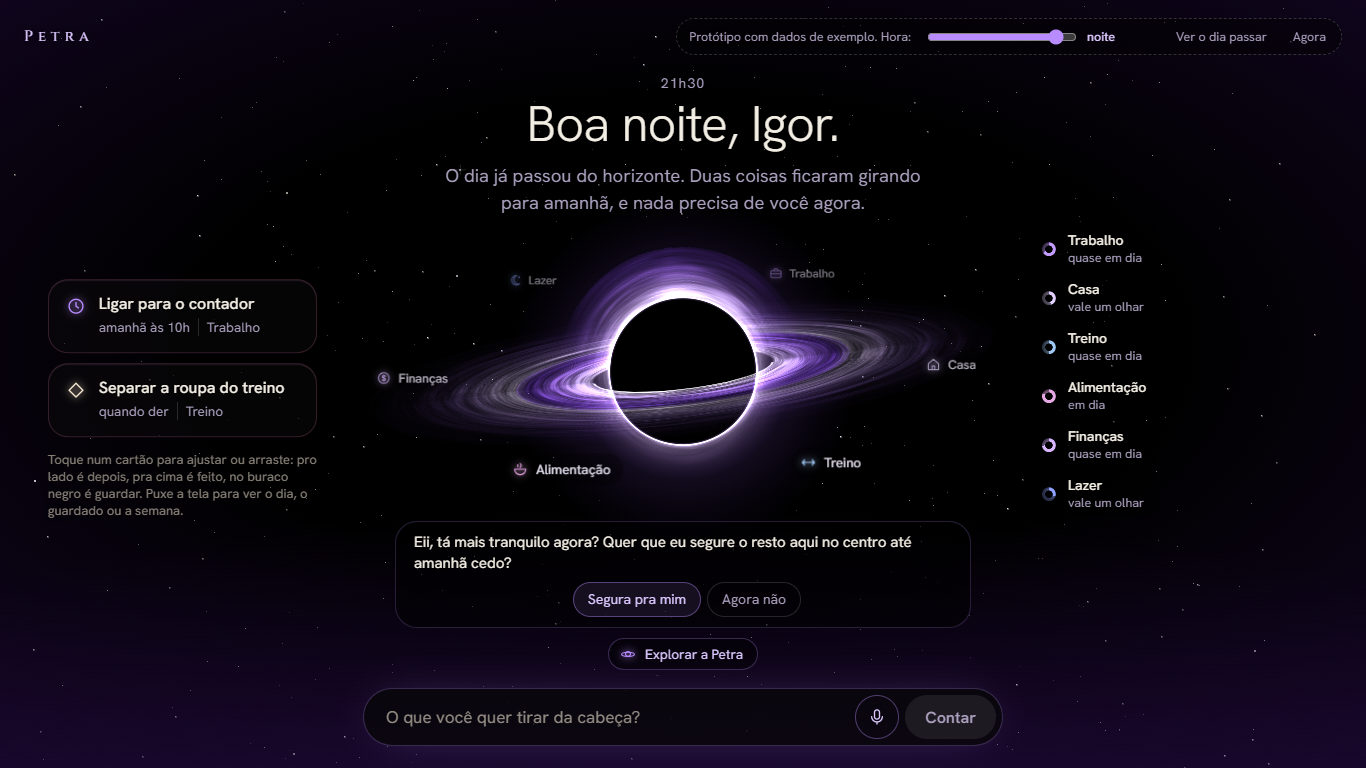 PETRA
Protótipo com dados de exemplo. Hora:
noite
Ver o dia passar
Agora
21h30
Boa noite, Igor.
O dia já passou do horizonte. Duas coisas ficaram girando
para amanhã, e nada precisa de você agora.
Ligar para o contador
amanhã às 10h | Trabalho
Separar a roupa do treino
quando der | Treino
Toque num cartão para ajustar ou arraste: pro
lado é depois, pra cima é feito, no buraco
negro é guardar. Puxe a tela para ver o dia, o
guardado ou a semana.
Lazer
Trabalho
Finanças
Casa
Alimentação
Treino
Trabalho
quase em dia
Casa
vale um olhar
Treino
quase em dia
Alimentação
em dia
Finanças
quase em dia
Lazer
vale um olhar
Eii, tá mais tranquilo agora? Quer que eu segure o resto aqui no centro até
amanhã cedo?
Segura pra mim
Agora não
Explorar a Petra
O que você quer tirar da cabeça?
Contar